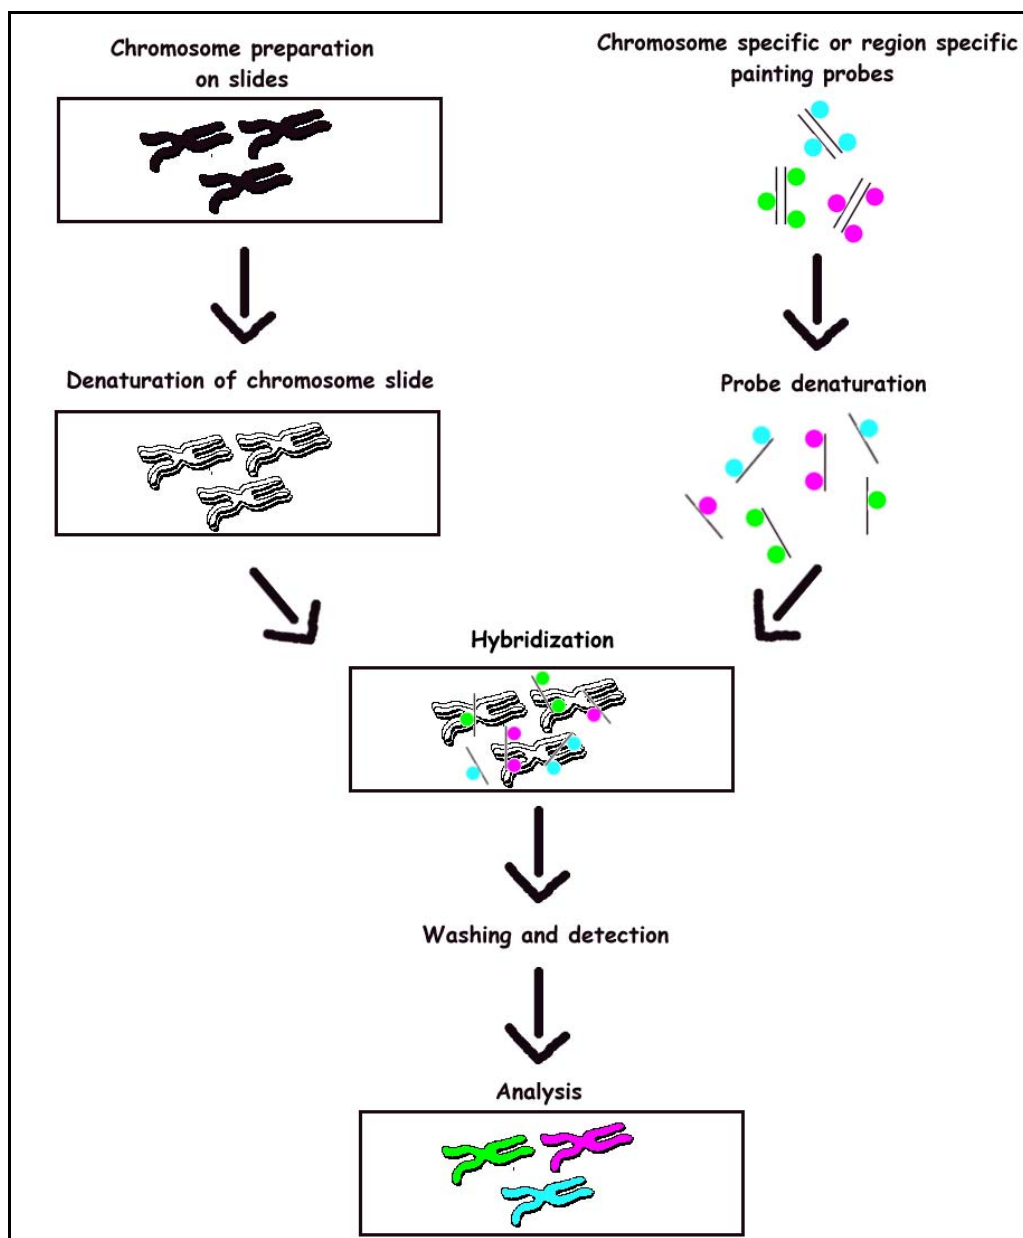 Chromosome preparation
on slides
Chromosome specific or region specific
painting probes
Denaturation of chromosome slide
Probe denaturation
Hybridization
Washing and detection
Analysis